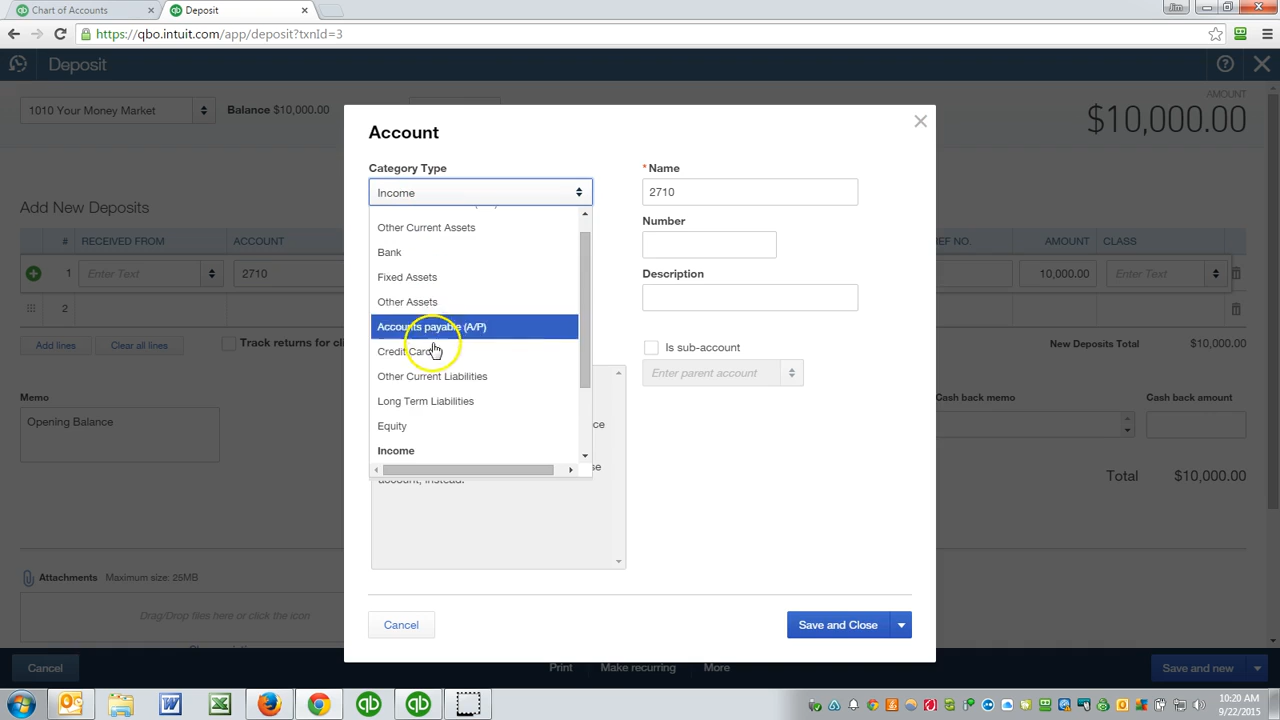 Chart of Accounts
Deposit
Jim
https://qbo.intuit.com/app/deposit?txnId=3
Deposit
1010 Your Money Market
Balance $10,000.00
AMOUNT
$10,000.00
Account
Category Type
Income
Other Current Assets
Bank
Fixed Assets
Other Assets
Accounts payable (A/P)
Credit Card
Other Current Liabilities
Long Term Liabilities
Equity
Income
ce
se
account, instead.
* Name
2710
Number
Description
Is sub-account
Enter parent account
Cancel
Save and Close
Add New Deposits
# RECEIVED FROM ACCOUNT EF NO. AMOUNT CLASS
1 Enter Text 2710 10,000.00 Enter Text
2
Add lines
Clear all lines
Track returns for cli
New Deposits Total $10,000.00
Memo
Opening Balance
Cash back memo
Cash back amount
Total $10,000.00
Attachments Maximum size: 25MB
Drag/Drop files here or click the icon
Cancel
Print
Make recurring
More
Save and new
10:20 AM
9/22/2015